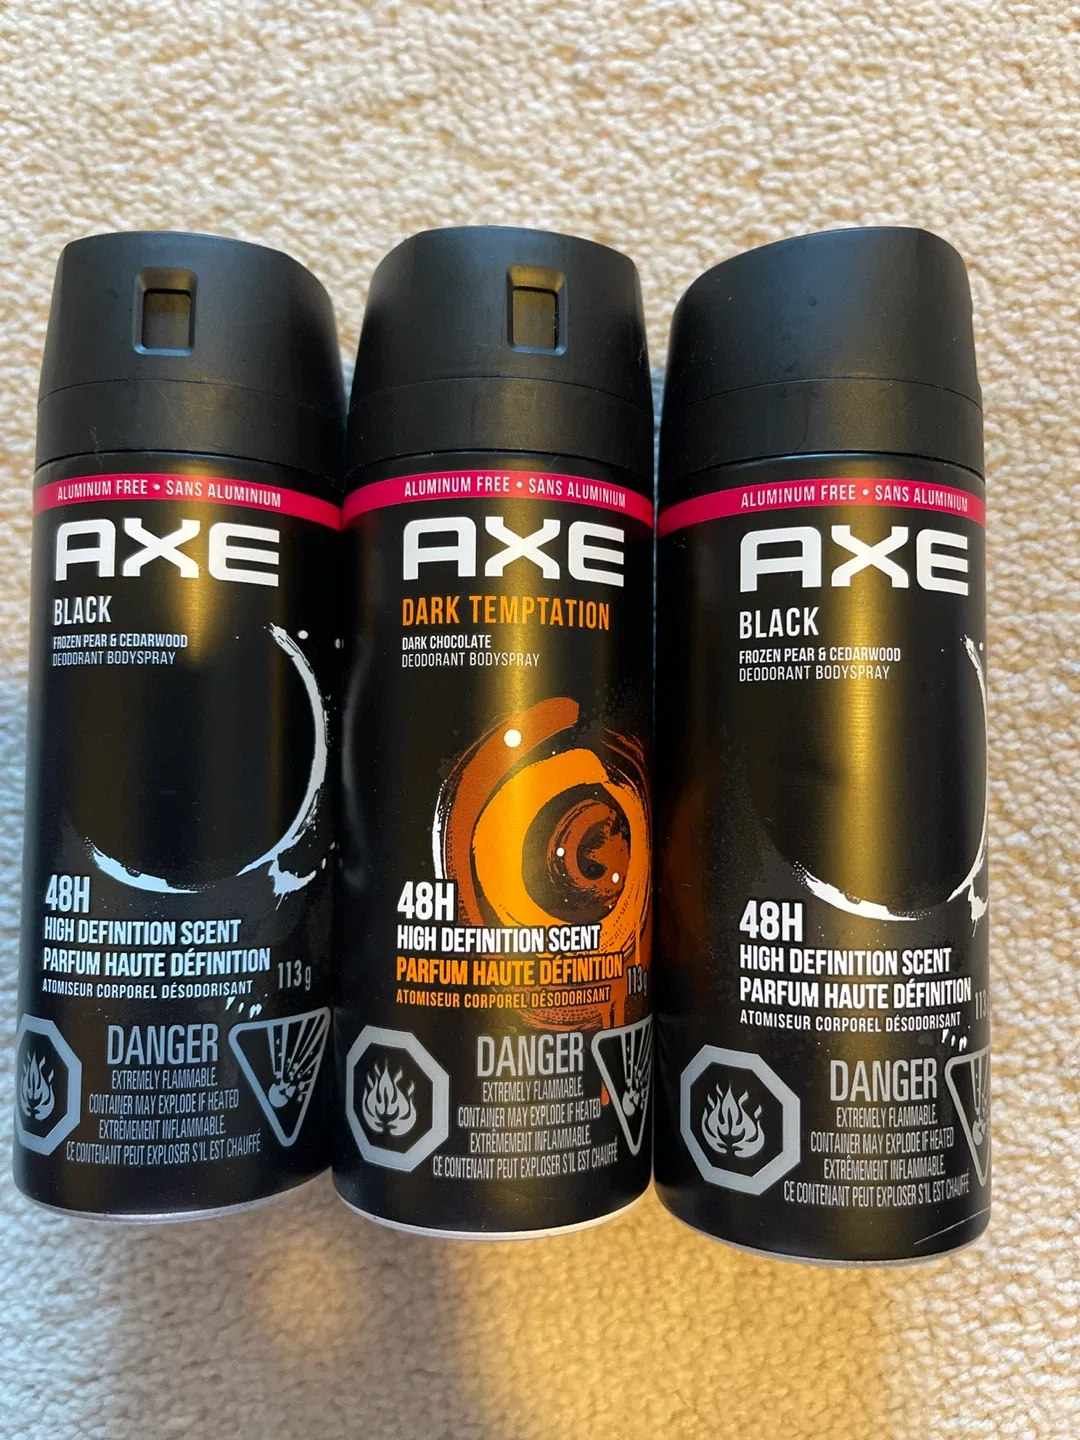 ALUMINUM FREE • SANS ALUMINIUM
AXE
BLACK
FROZEN PEAR & CEDARWOOD
DEODORANT BODYSPRAY
48H
HIGH DEFINITION SCENT
PARFUM HAUTE DÉFINITION
113g
ATOMISEUR CORPOREL DÉSODORISANT
DANGER
EXTREMELY FLAMMABLE.
CONTAINER MAY EXPLODE IF HEATED
EXTRÊMEMENT INFLAMMABLE.
CE CONTENANT PEUT EXPLOSER S'IL EST CHAUFFÉ
ALUMINUM FREE • SANS ALUMINIUM
AXE
DARK TEMPTATION
DARK CHOCOLATE
DEODORANT BODYSPRAY
48H
HIGH DEFINITION SCENT
PARFUM HAUTE DÉFINITION
113g
ATOMISEUR CORPOREL DÉSODORISANT
DANGER
EXTREMELY FLAMMABLE.
CONTAINER MAY EXPLODE IF HEATED
EXTRÊMEMENT INFLAMMABLE.
CE CONTENANT PEUT EXPLOSER S'IL EST CHAUFFÉ
ALUMINUM FREE • SANS ALUMINIUM
AXE
BLACK
FROZEN PEAR & CEDARWOOD
DEODORANT BODYSPRAY
48H
HIGH DEFINITION SCENT
PARFUM HAUTE DÉFINITION
113
ATOMISEUR CORPOREL DÉSODORISANT
DANGER
EXTREMELY FLAMMABLE.
CONTAINER MAY EXPLODE IF HEATED
EXTRÊMEMENT INFLAMMABLE.
CE CONTENANT PEUT EXPLOSER S'IL EST CHAUFFÉ